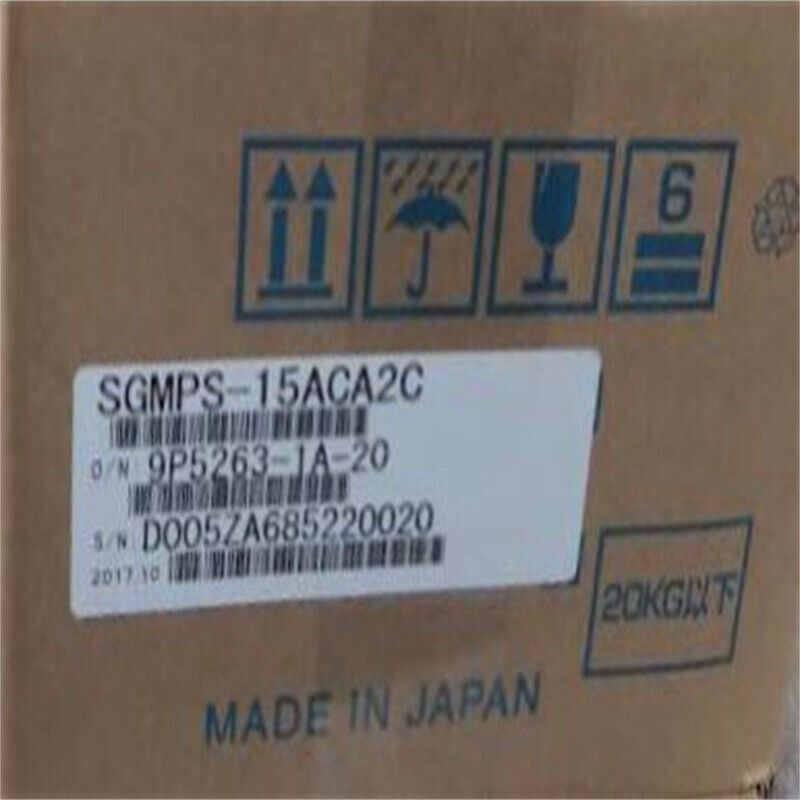 6
SGMPS-15ACA2C
O/N 9P5263-1A-20
S/N D005ZA685220020
2017.10
20KG以下
MADE IN JAPAN